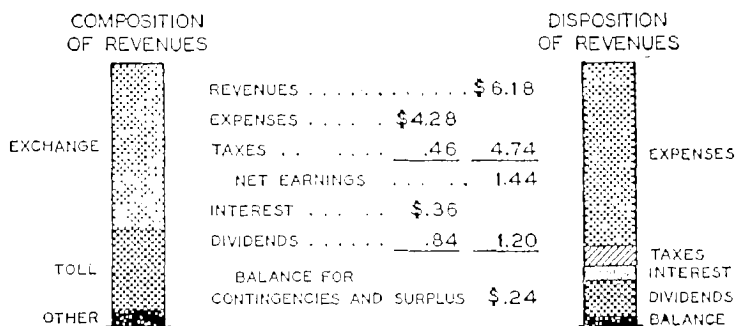 COMPOSITION
OF REVENUES
DISPOSITION
OF REVENUES
REVENUES . . . . . . . . . . . . $6.18
EXPENSES . . . . . $4.28
EXCHANGE
TAXES . . . . . . .46 4.74
EXPENSES
NET EARNINGS . . . . . 1.44
INTEREST . . . . . . $.36
DIVIDENDS . . . . . . .84 1.20
TOLL
TAXES
INTEREST
BALANCE FOR
CONTINGENCIES AND SURPLUS $.24
DIVIDENDS
OTHER
BALANCE